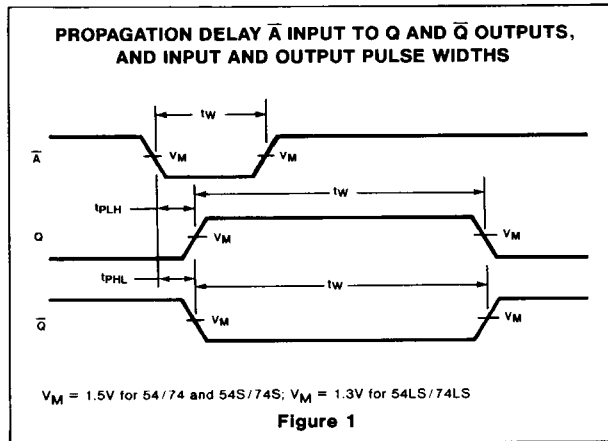 PROPAGATION DELAY A̅ INPUT TO Q AND Q̅ OUTPUTS,
AND INPUT AND OUTPUT PULSE WIDTHS
tW
A̅
VM
VM
tPLH
tW
Q
VM
VM
tPHL
tW
Q̅
VM
VM
VM = 1.5V for 54/74 and 54S/74S; VM = 1.3V for 54LS/74LS
Figure 1